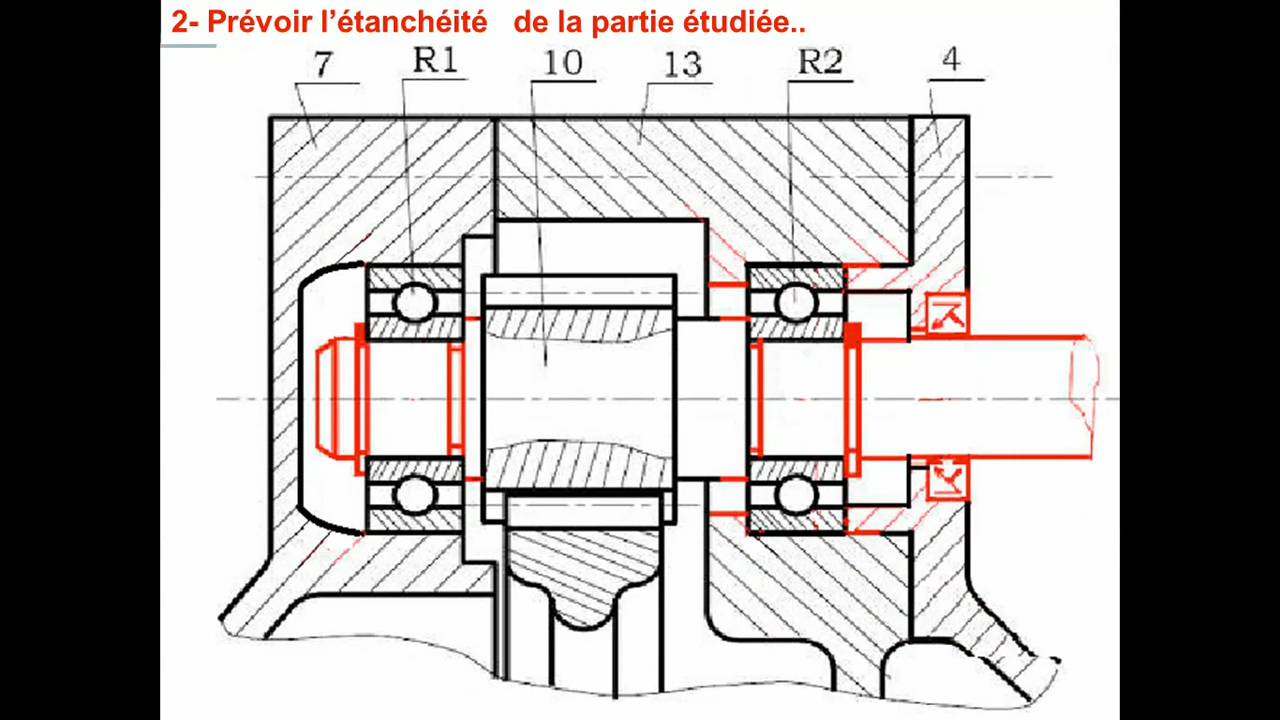 2- Prévoir l’étanchéité de la partie étudiée..
7 R1 10 13 R2 4